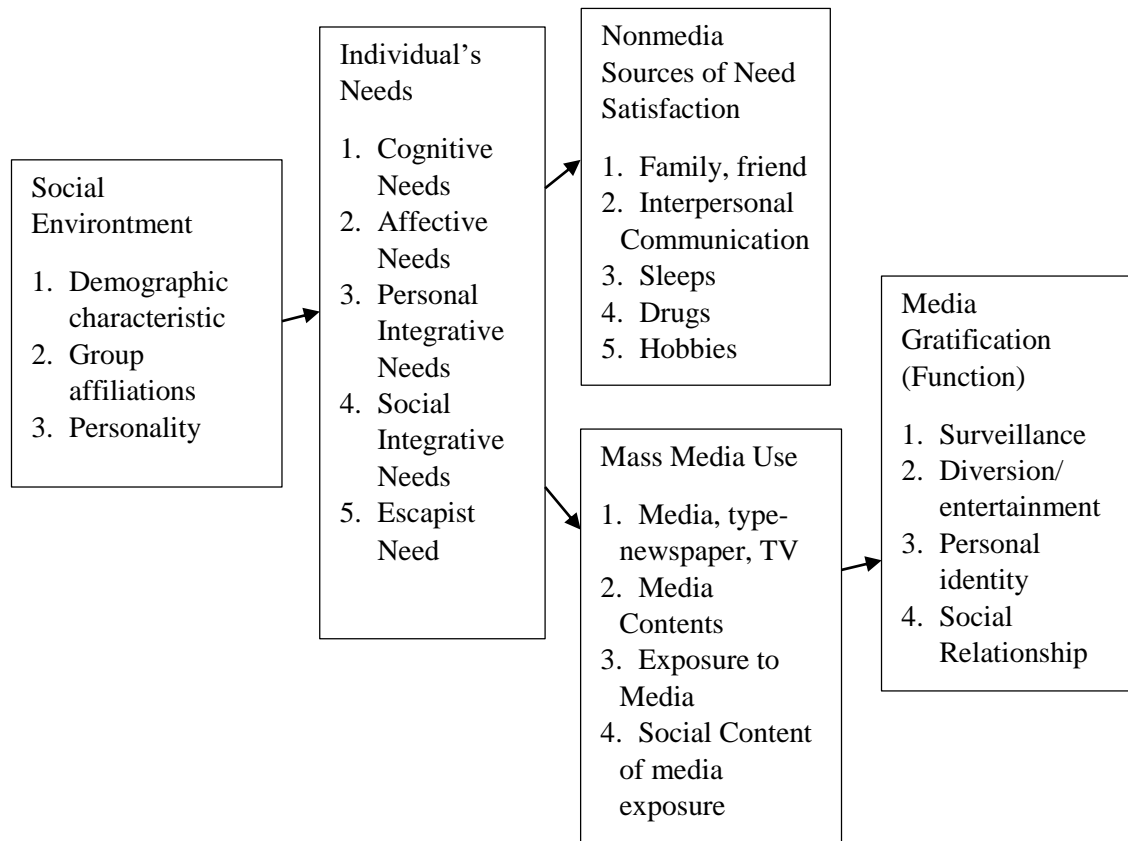 Social
Environtment
1. Demographic
characteristic
2. Group
affiliations
3. Personality
Individual’s
Needs
1. Cognitive
Needs
2. Affective
Needs
3. Personal
Integrative
Needs
4. Social
Integrative
Needs
5. Escapist
Need
Nonmedia
Sources of Need
Satisfaction
1. Family, friend
2. Interpersonal
Communication
3. Sleeps
4. Drugs
5. Hobbies
Mass Media Use
1. Media, type-
newspaper, TV
2. Media
Contents
3. Exposure to
Media
4. Social Content
of media
exposure
Media
Gratification
(Function)
1. Surveillance
2. Diversion/
entertainment
3. Personal
identity
4. Social
Relationship